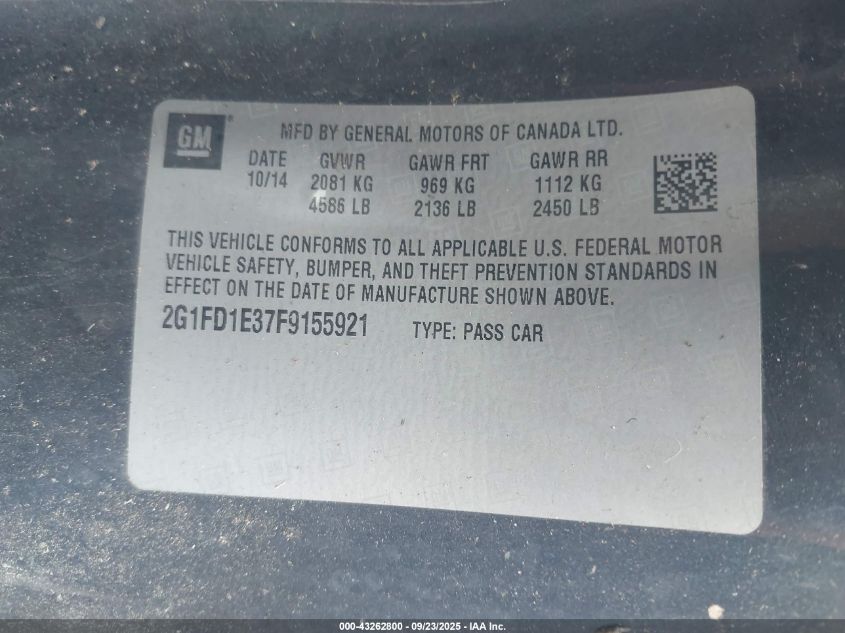 GM
MFD BY GENERAL MOTORS OF CANADA LTD.
DATE GVWR GAWR FRT GAWR RR
10/14 2081 KG 969 KG 1112 KG
4586 LB 2136 LB 2450 LB
THIS VEHICLE CONFORMS TO ALL APPLICABLE U.S. FEDERAL MOTOR
VEHICLE SAFETY, BUMPER, AND THEFT PREVENTION STANDARDS IN
EFFECT ON THE DATE OF MANUFACTURE SHOWN ABOVE.
2G1FD1E37F9155921 TYPE: PASS CAR
000-43262800 - 09/23/2025 - IAA Inc.